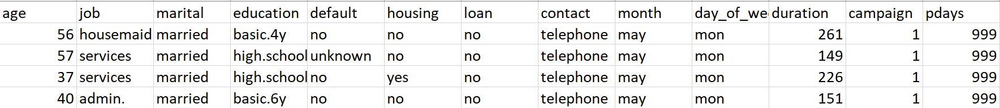 age job marital education default housing loan contact month day_of_we duration campaign pdays
56 housemaid married basic.4y no no no telephone may mon 261 1 999
57 services married high.school unknown no no telephone may mon 149 1 999
37 services married high.school no yes no telephone may mon 226 1 999
40 admin. married basic.6y no no no telephone may mon 151 1 999